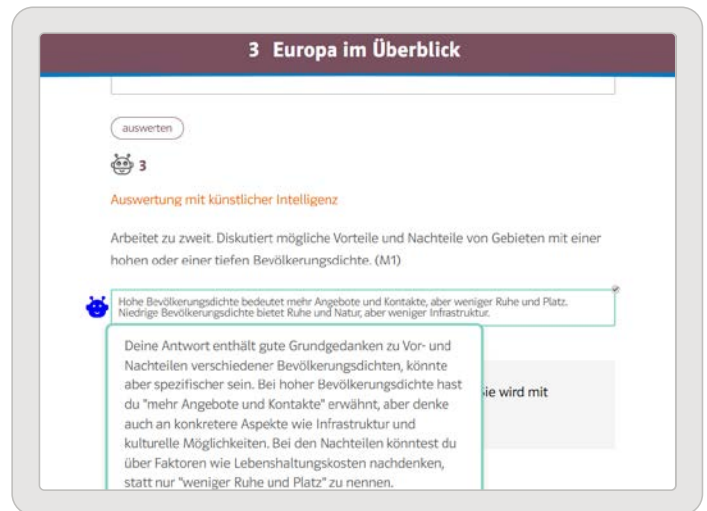 3 Europa im Überblick
auswerten
3
Auswertung mit künstlicher Intelligenz
Arbeitet zu zweit. Diskutiert mögliche Vorteile und Nachteile von Gebieten mit einer
hohen oder einer tiefen Bevölkerungsdichte. (M1)
Hohe Bevölkerungsdichte bedeutet mehr Angebote und Kontakte, aber weniger Ruhe und Platz.
Niedrige Bevölkerungsdichte bietet Ruhe und Natur, aber weniger Infrastruktur.
Deine Antwort enthält gute Grundgedanken zu Vor- und
Nachteilen verschiedener Bevölkerungsdichten, könnte
aber spezifischer sein. Bei hoher Bevölkerungsdichte hast
du "mehr Angebote und Kontakte" erwähnt, aber denke
auch an konkretere Aspekte wie Infrastruktur und
kulturelle Möglichkeiten. Bei den Nachteilen könntest du
über Faktoren wie Lebenshaltungskosten nachdenken,
statt nur "weniger Ruhe und Platz" zu nennen.
ie wird mit